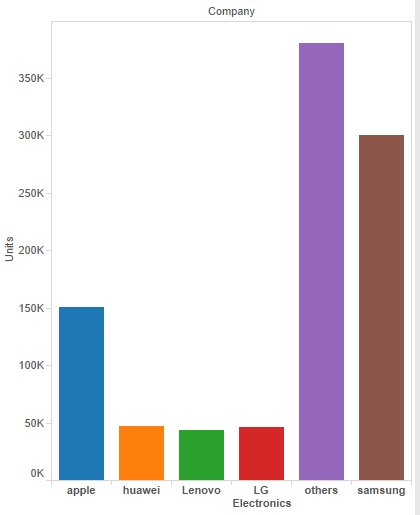 Company
Units
350K
300K
250K
200K
150K
100K
50K
0K
apple
huawei
Lenovo
LG
Electronics
others
samsung